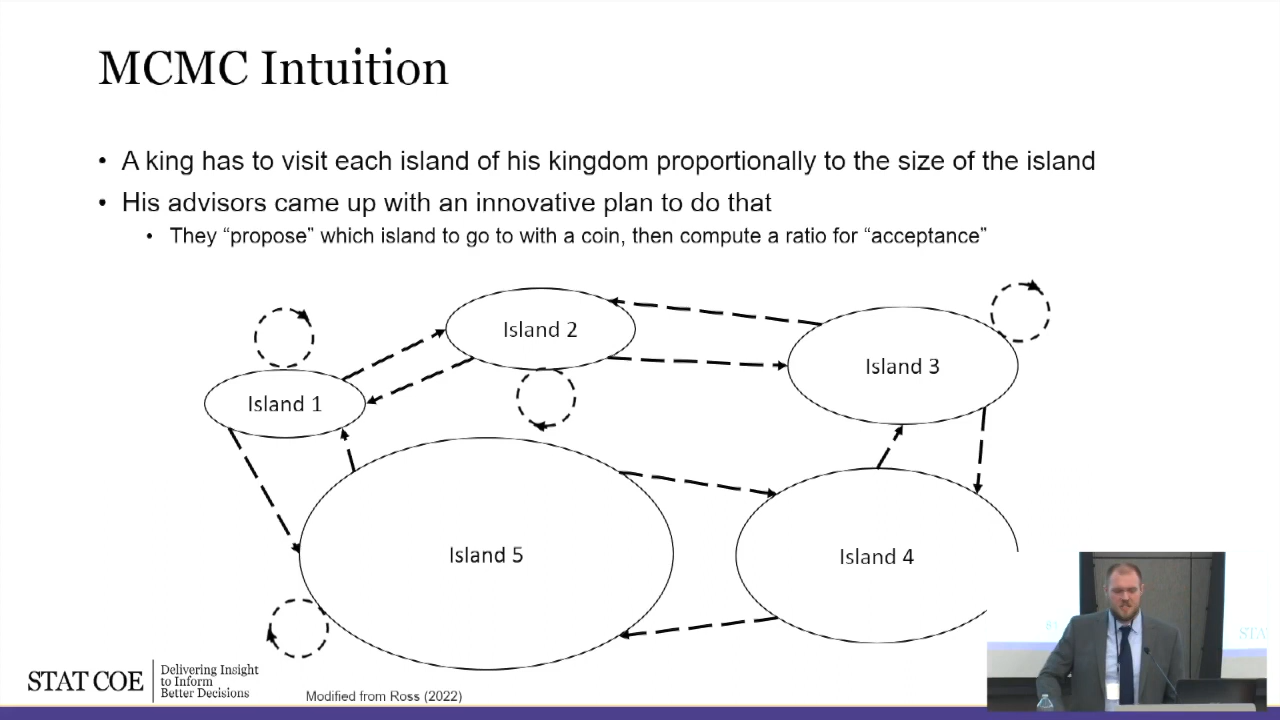 MCMC Intuition
• A king has to visit each island of his kingdom proportionally to the size of the island
• His advisors came up with an innovative plan to do that
• They “propose” which island to go to with a coin, then compute a ratio for “acceptance”
Island 2
Island 3
Island 1
Island 5
Island 4
STAT COE
Delivering Insight
to Inform
Better Decisions
Modified from Ross (2022)